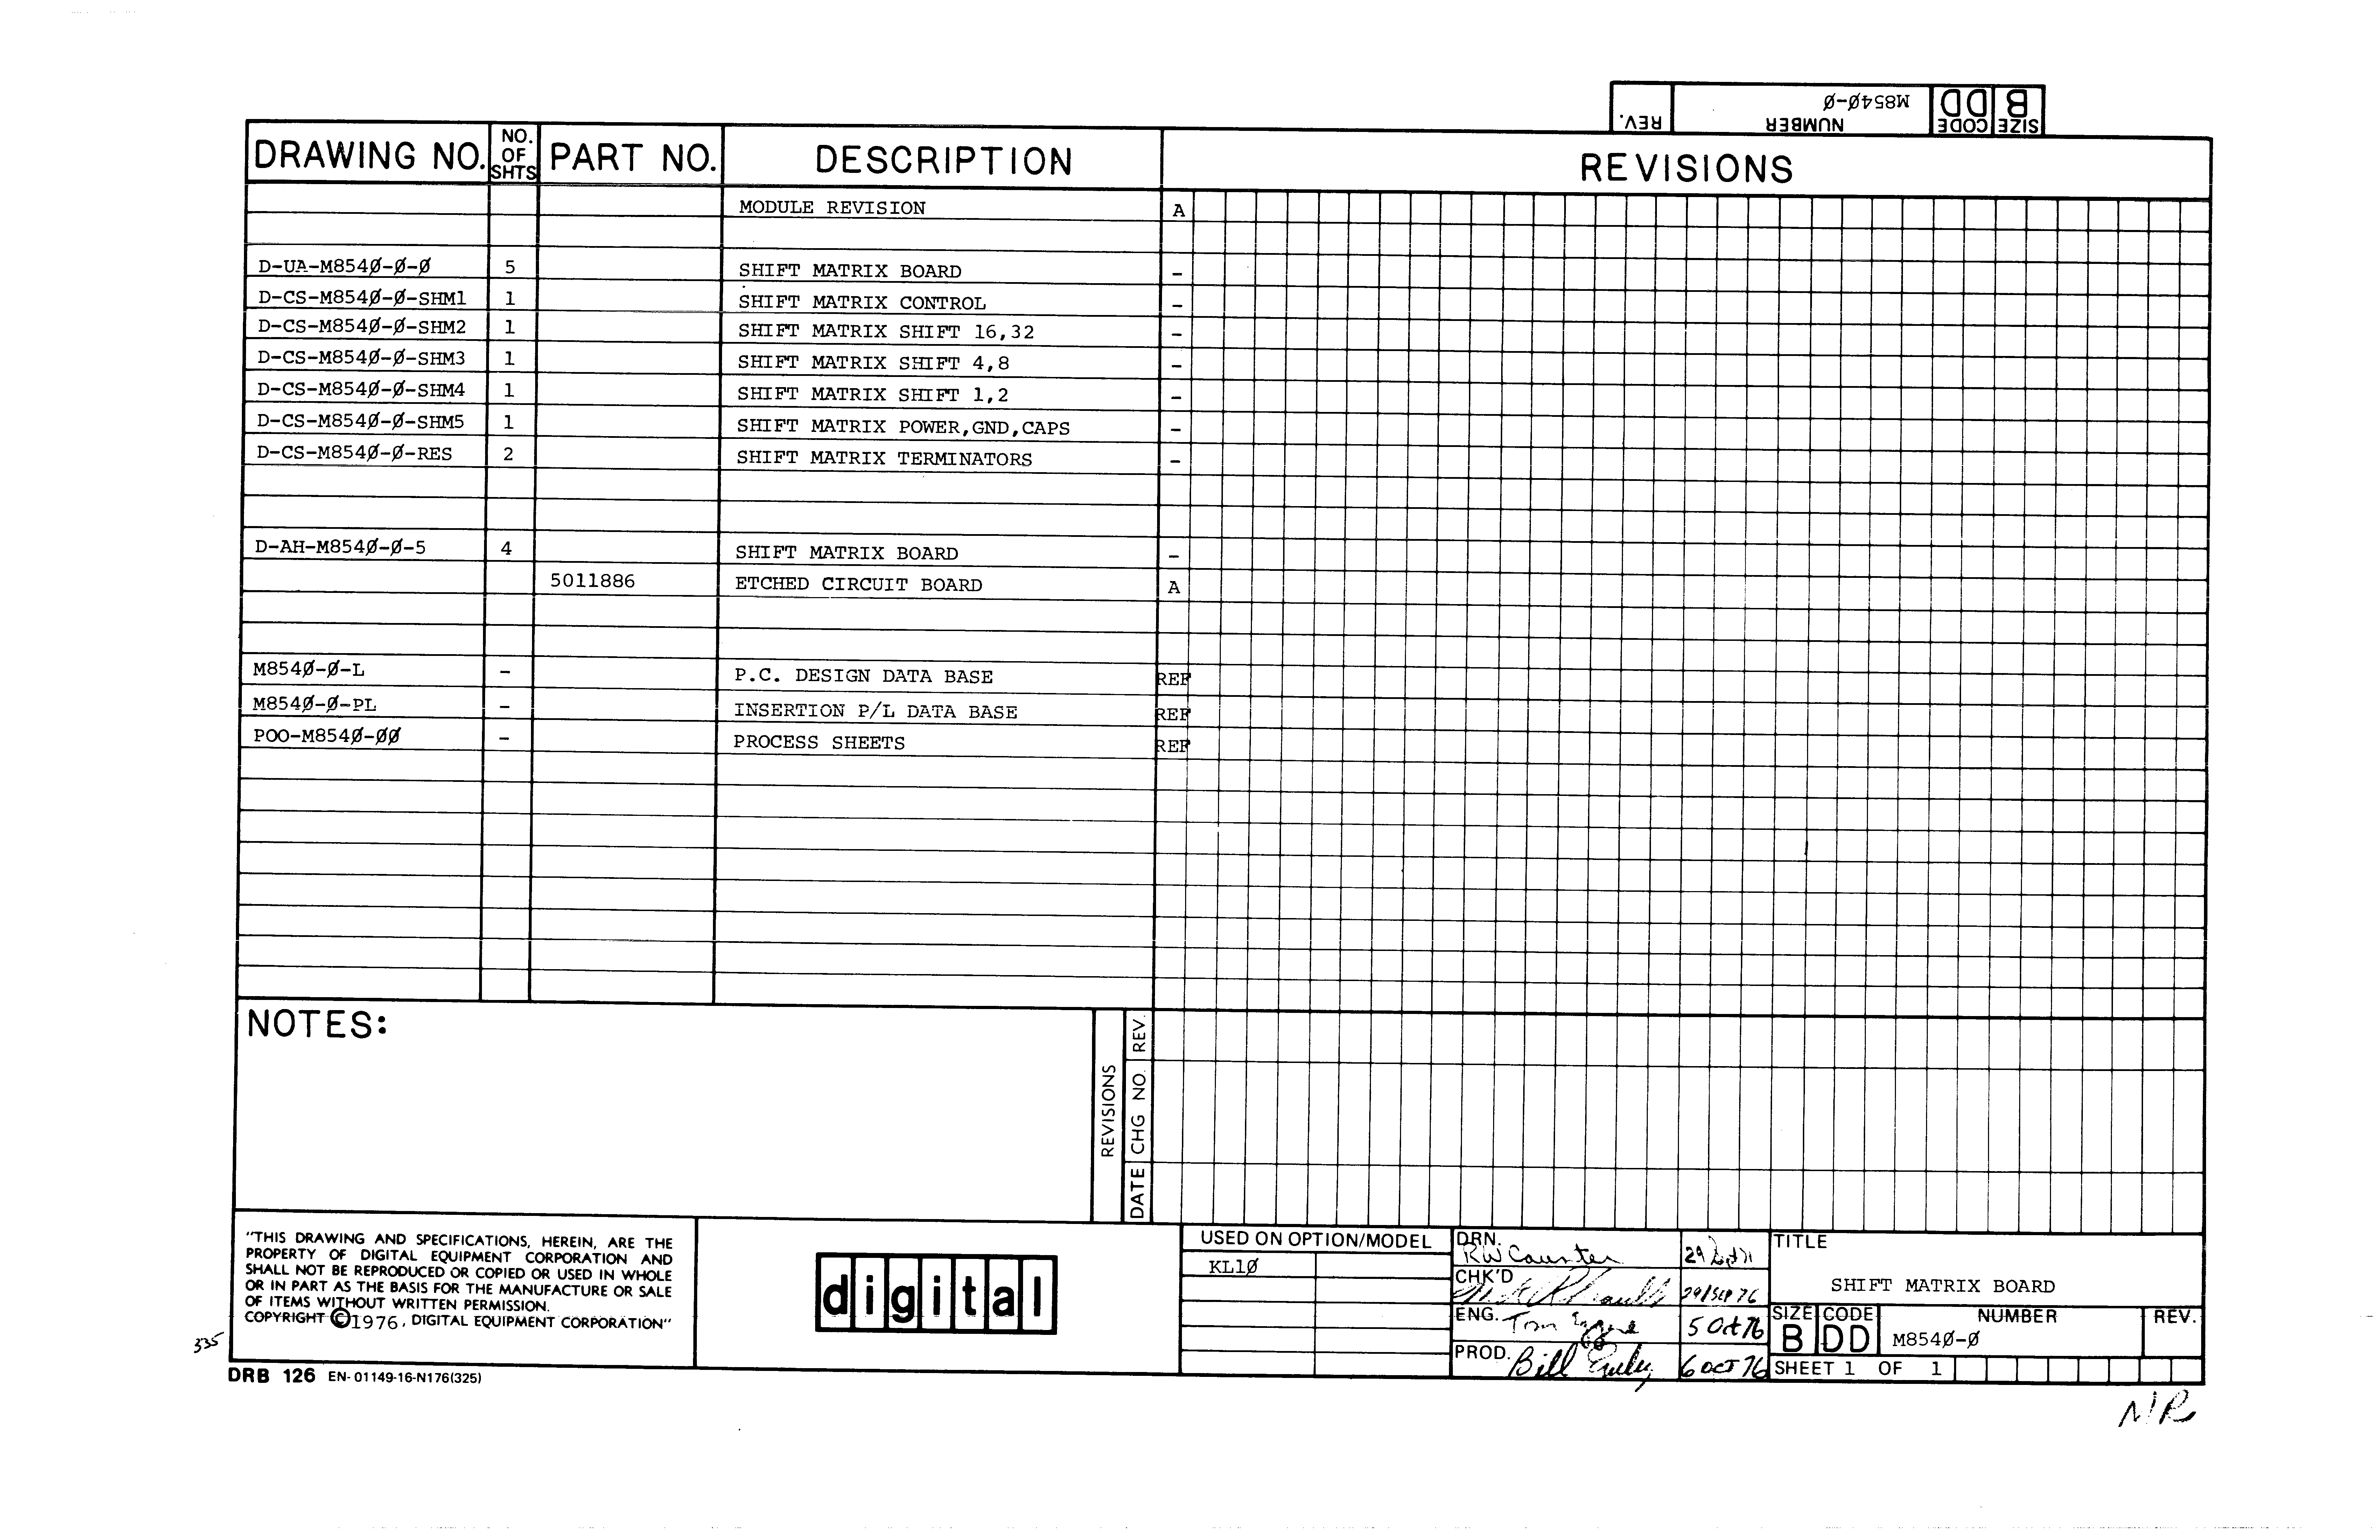 SIZE CODE NUMBER REV.
B DD M854Ø-Ø
DRAWING NO. NO. OF SHTS PART NO. DESCRIPTION REVISIONS
MODULE REVISION A
D-UA-M854Ø-Ø-Ø 5 SHIFT MATRIX BOARD -
D-CS-M854Ø-Ø-SHM1 1 SHIFT MATRIX CONTROL -
D-CS-M854Ø-Ø-SHM2 1 SHIFT MATRIX SHIFT 16,32 -
D-CS-M854Ø-Ø-SHM3 1 SHIFT MATRIX SHIFT 4,8 -
D-CS-M854Ø-Ø-SHM4 1 SHIFT MATRIX SHIFT 1,2 -
D-CS-M854Ø-Ø-SHM5 1 SHIFT MATRIX POWER,GND,CAPS -
D-CS-M854Ø-Ø-RES 2 SHIFT MATRIX TERMINATORS -
D-AH-M854Ø-Ø-5 4 SHIFT MATRIX BOARD -
5011886 ETCHED CIRCUIT BOARD A
M854Ø-Ø-L - P.C. DESIGN DATA BASE REF
M854Ø-Ø-PL - INSERTION P/L DATA BASE REF
POO-M854Ø-ØØ - PROCESS SHEETS REF
NOTES:
REVISIONS
DATE CHG NO. REV.
"THIS DRAWING AND SPECIFICATIONS, HEREIN, ARE THE
PROPERTY OF DIGITAL EQUIPMENT CORPORATION AND
SHALL NOT BE REPRODUCED OR COPIED OR USED IN WHOLE
OR IN PART AS THE BASIS FOR THE MANUFACTURE OR SALE
OF ITEMS WITHOUT WRITTEN PERMISSION.
COPYRIGHT ©1976, DIGITAL EQUIPMENT CORPORATION"
digital
USED ON OPTION/MODEL
KL1Ø
DRN. RW 29
CHK'D 29/SEP 76
ENG. Tom 5 Oct 76
PROD. Bill 6 OCT 76
TITLE
SHIFT MATRIX BOARD
SIZE CODE NUMBER REV.
B DD M854Ø-Ø
SHEET 1 OF 1
335
DRB 126 EN-01149-16-N176(325)
NR